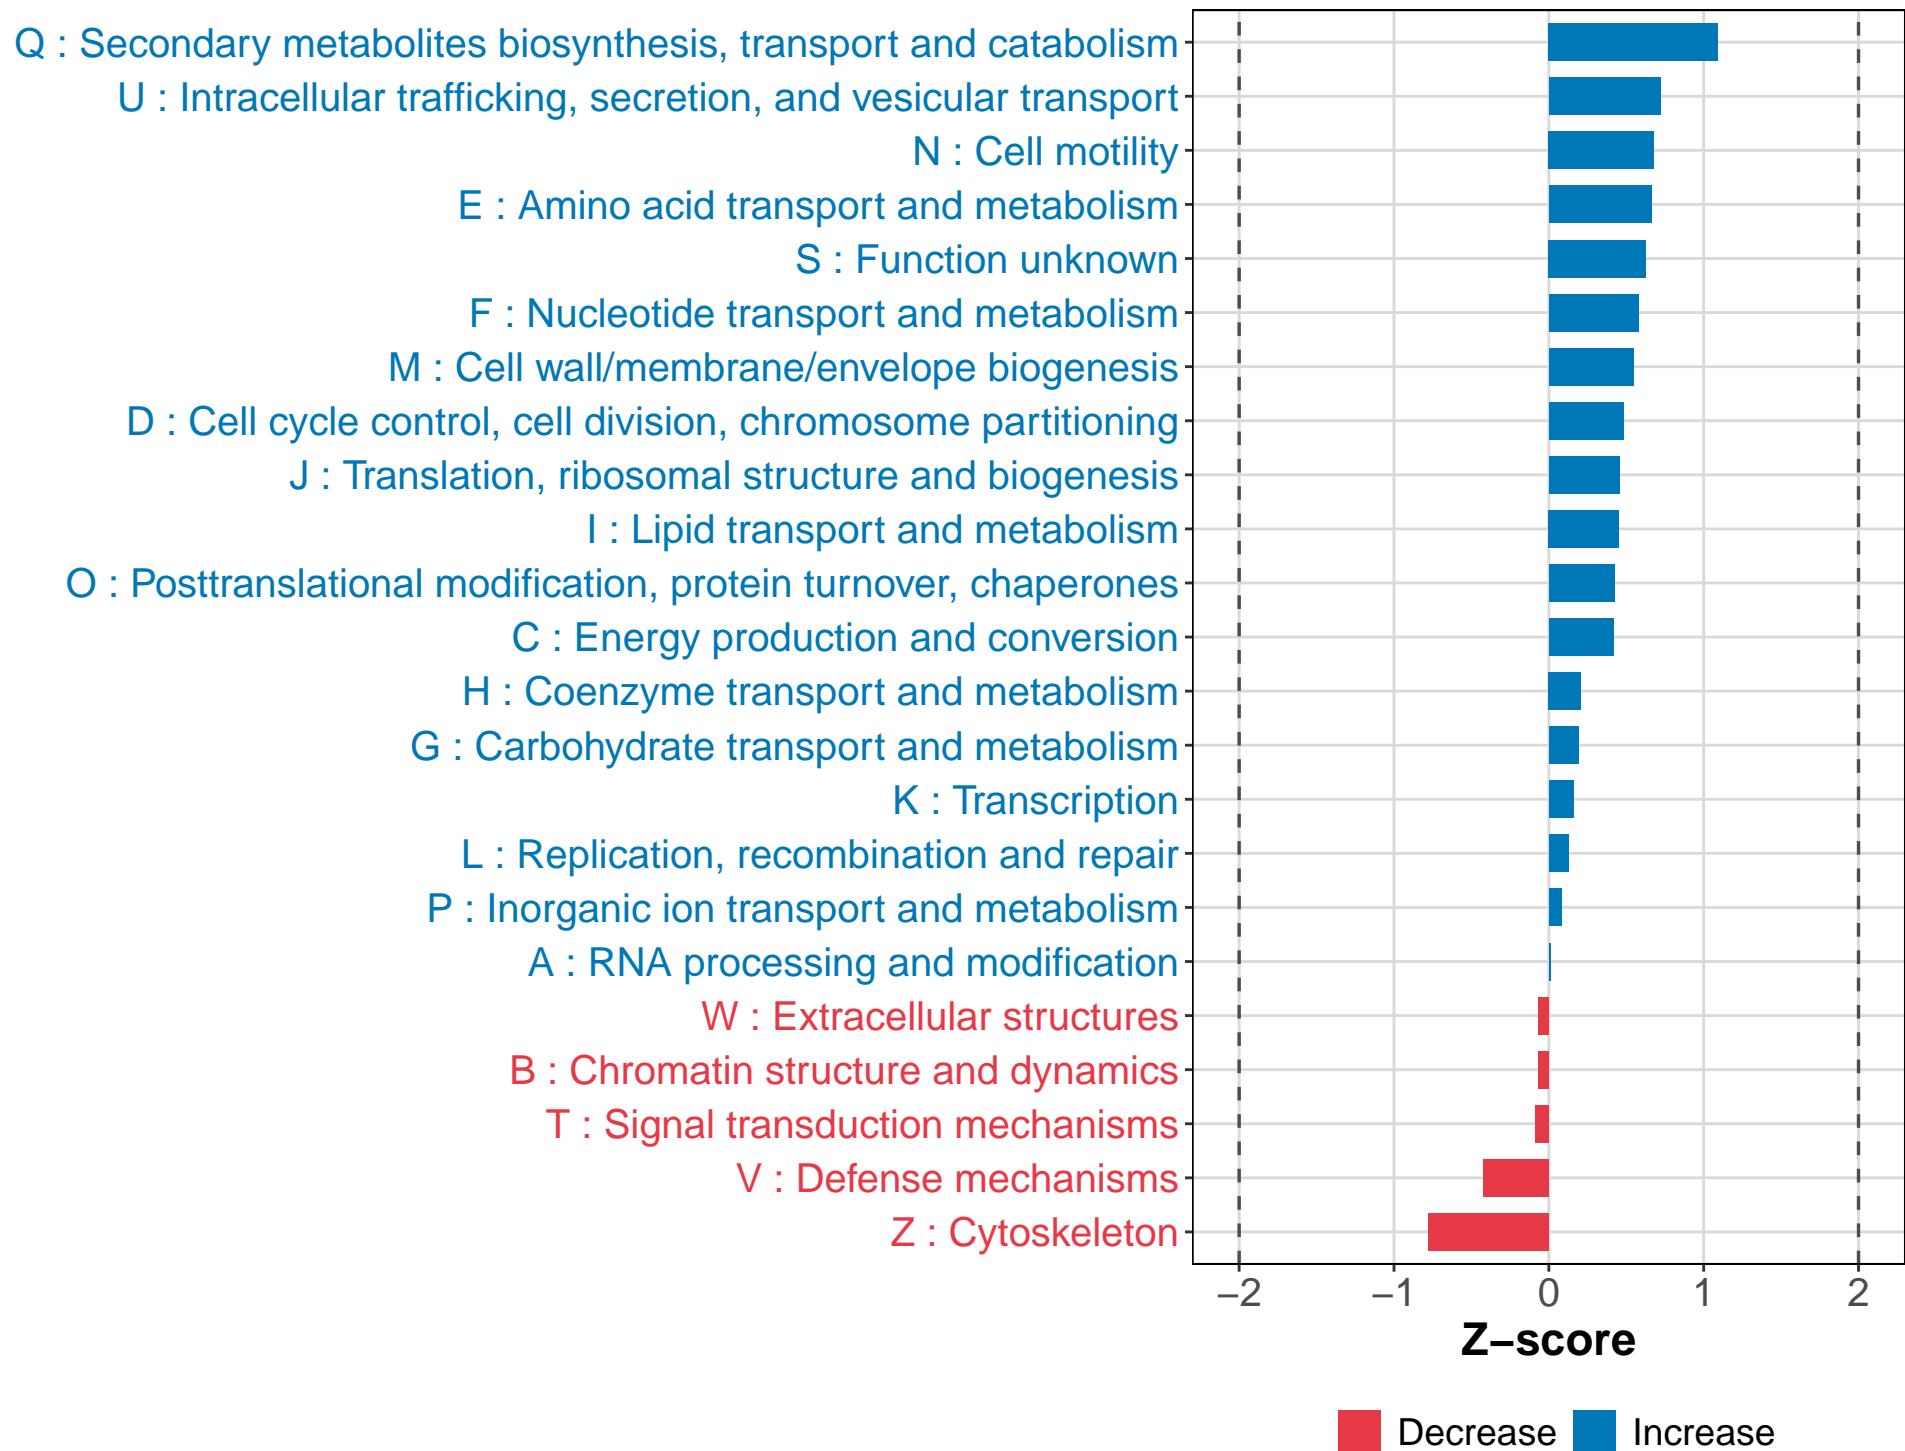 Q : Secondary metabolites biosynthesis, transport and catabolism
U : Intracellular trafficking, secretion, and vesicular transport
N : Cell motility
E : Amino acid transport and metabolism
S : Function unknown
F : Nucleotide transport and metabolism
M : Cell wall/membrane/envelope biogenesis
D : Cell cycle control, cell division, chromosome partitioning
J : Translation, ribosomal structure and biogenesis
I : Lipid transport and metabolism
O : Posttranslational modification, protein turnover, chaperones
C : Energy production and conversion
H : Coenzyme transport and metabolism
G : Carbohydrate transport and metabolism
K : Transcription
L : Replication, recombination and repair
P : Inorganic ion transport and metabolism
A : RNA processing and modification
W : Extracellular structures
B : Chromatin structure and dynamics
T : Signal transduction mechanisms
V : Defense mechanisms
Z : Cytoskeleton
−2 −1 0 1 2
Z−score
Decrease Increase